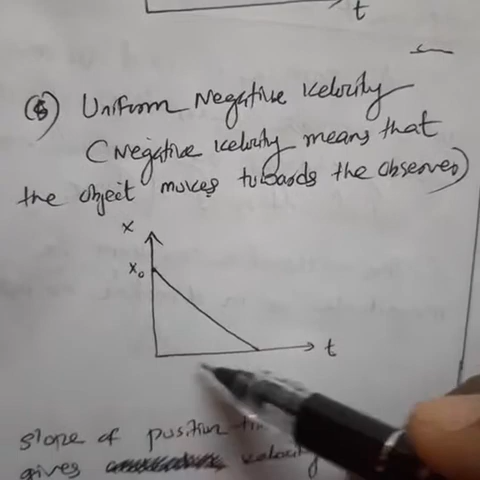 t
(6) Uniform Negative velocity
(Negative velocity means that
the object moves towards the observer)
x
x₀
t
slope of position
gives velocity